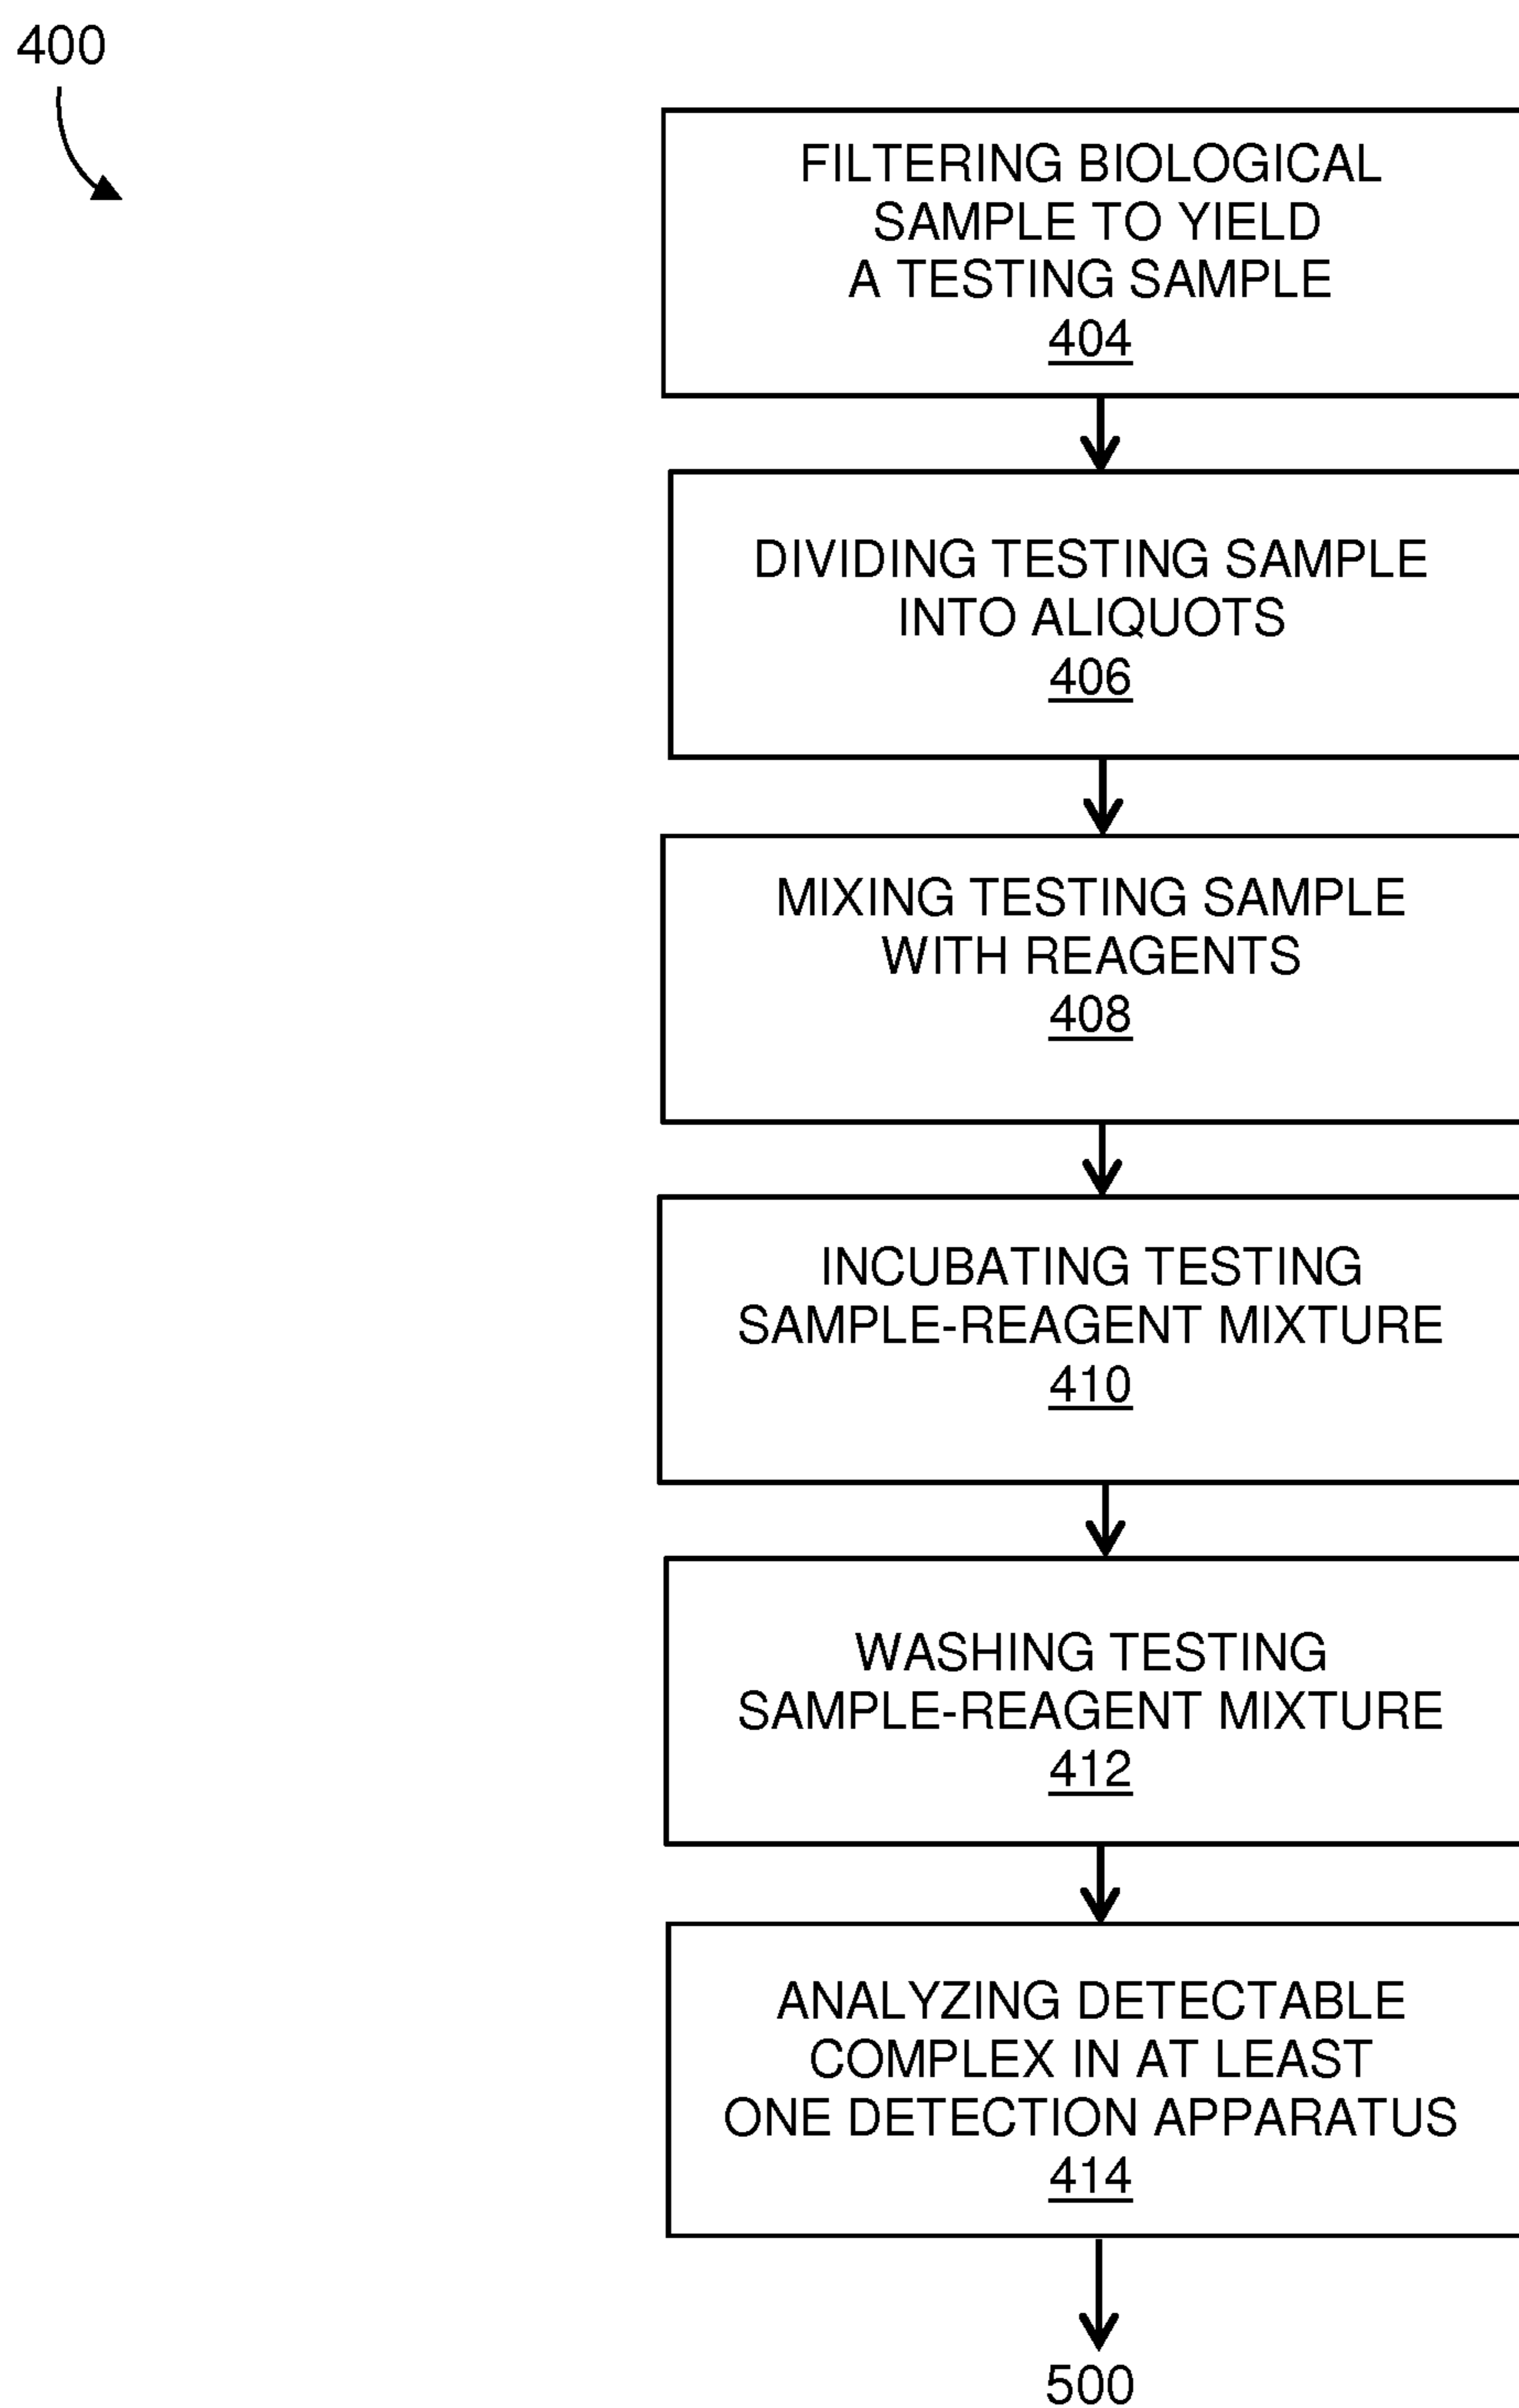 400
FILTERING BIOLOGICAL
SAMPLE TO YIELD
A TESTING SAMPLE
404
DIVIDING TESTING SAMPLE
INTO ALIQUOTS
406
MIXING TESTING SAMPLE
WITH REAGENTS
408
INCUBATING TESTING
SAMPLE-REAGENT MIXTURE
410
WASHING TESTING
SAMPLE-REAGENT MIXTURE
412
ANALYZING DETECTABLE
COMPLEX IN AT LEAST
ONE DETECTION APPARATUS
414
500